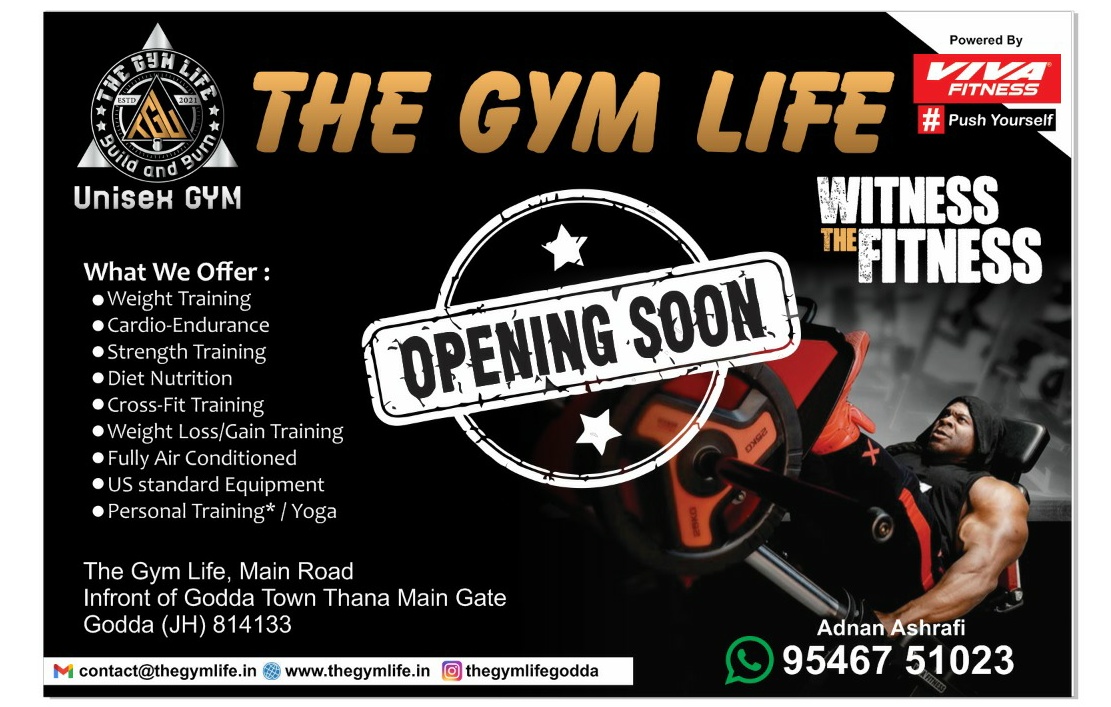 THE GYM LIFE
ESTD 2021
TGL
Build and Burn
Unisex GYM
THE GYM LIFE
Powered By
VIVA
FITNESS
# Push Yourself
WITNESS
THE FITNESS
OPENING SOON
What We Offer :
Weight Training
Cardio-Endurance
Strength Training
Diet Nutrition
Cross-Fit Training
Weight Loss/Gain Training
Fully Air Conditioned
US standard Equipment
Personal Training* / Yoga
25KG
The Gym Life, Main Road
Infront of Godda Town Thana Main Gate
Godda (JH) 814133
Adnan Ashrafi
95467 51023
contact@thegymlife.in www.thegymlife.in thegymlifegodda